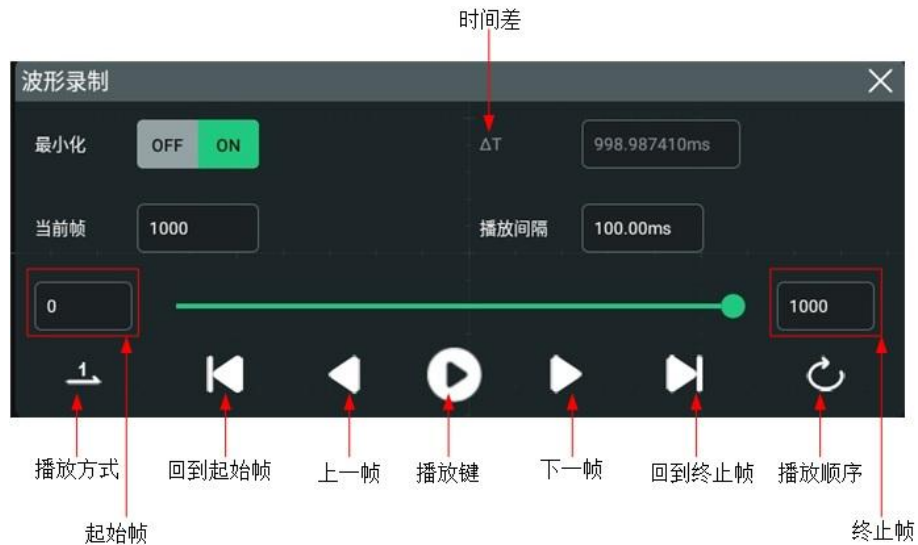 时间差
波形录制
最小化 OFF ON ΔT 998.987410ms
当前帧 1000 播放间隔 100.00ms
0 1000
1
播放方式 回到起始帧 上一帧 播放键 下一帧 回到终止帧 播放顺序
起始帧 终止帧